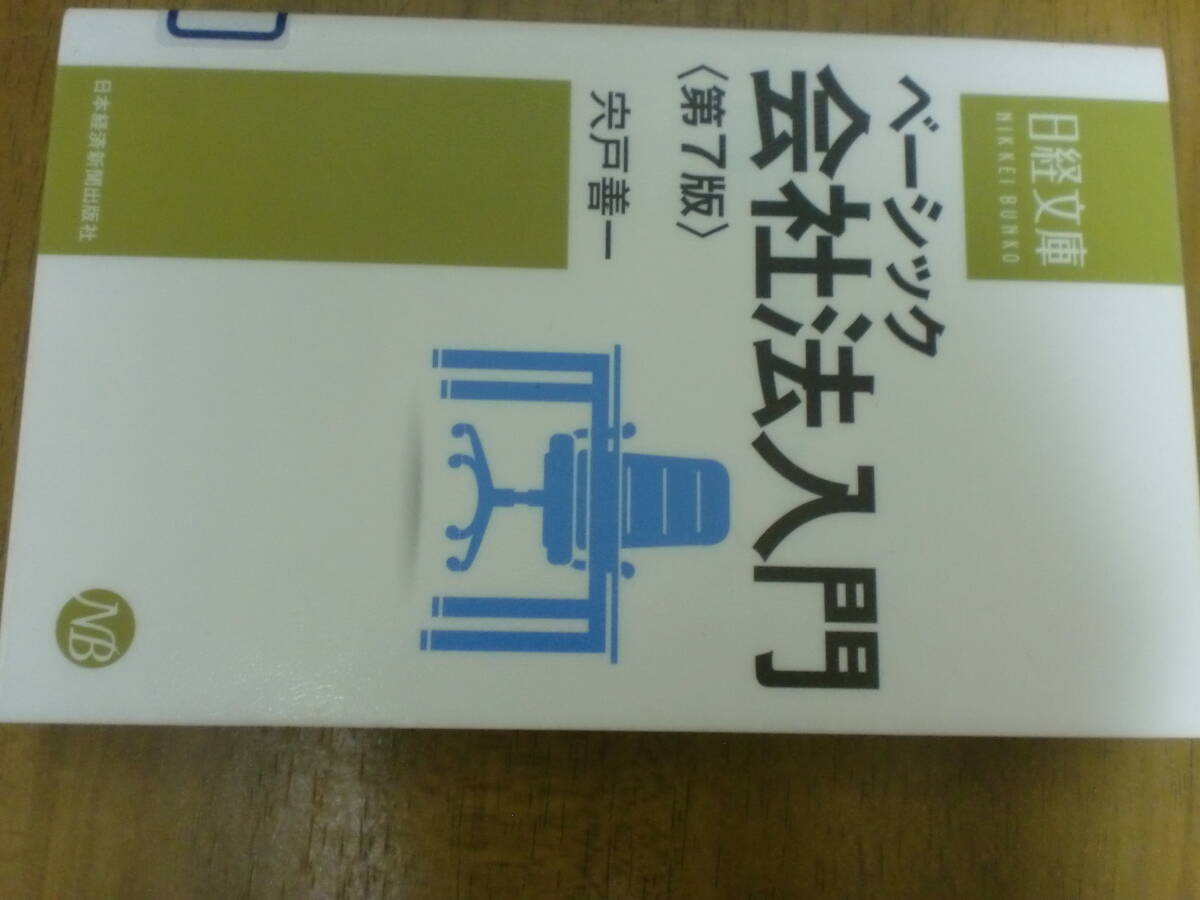 日経文庫
NIKKEI BUNKO
ベーシック
会社法入門
〈第7版〉
宍戸善一
日本経済新聞出版社
NB